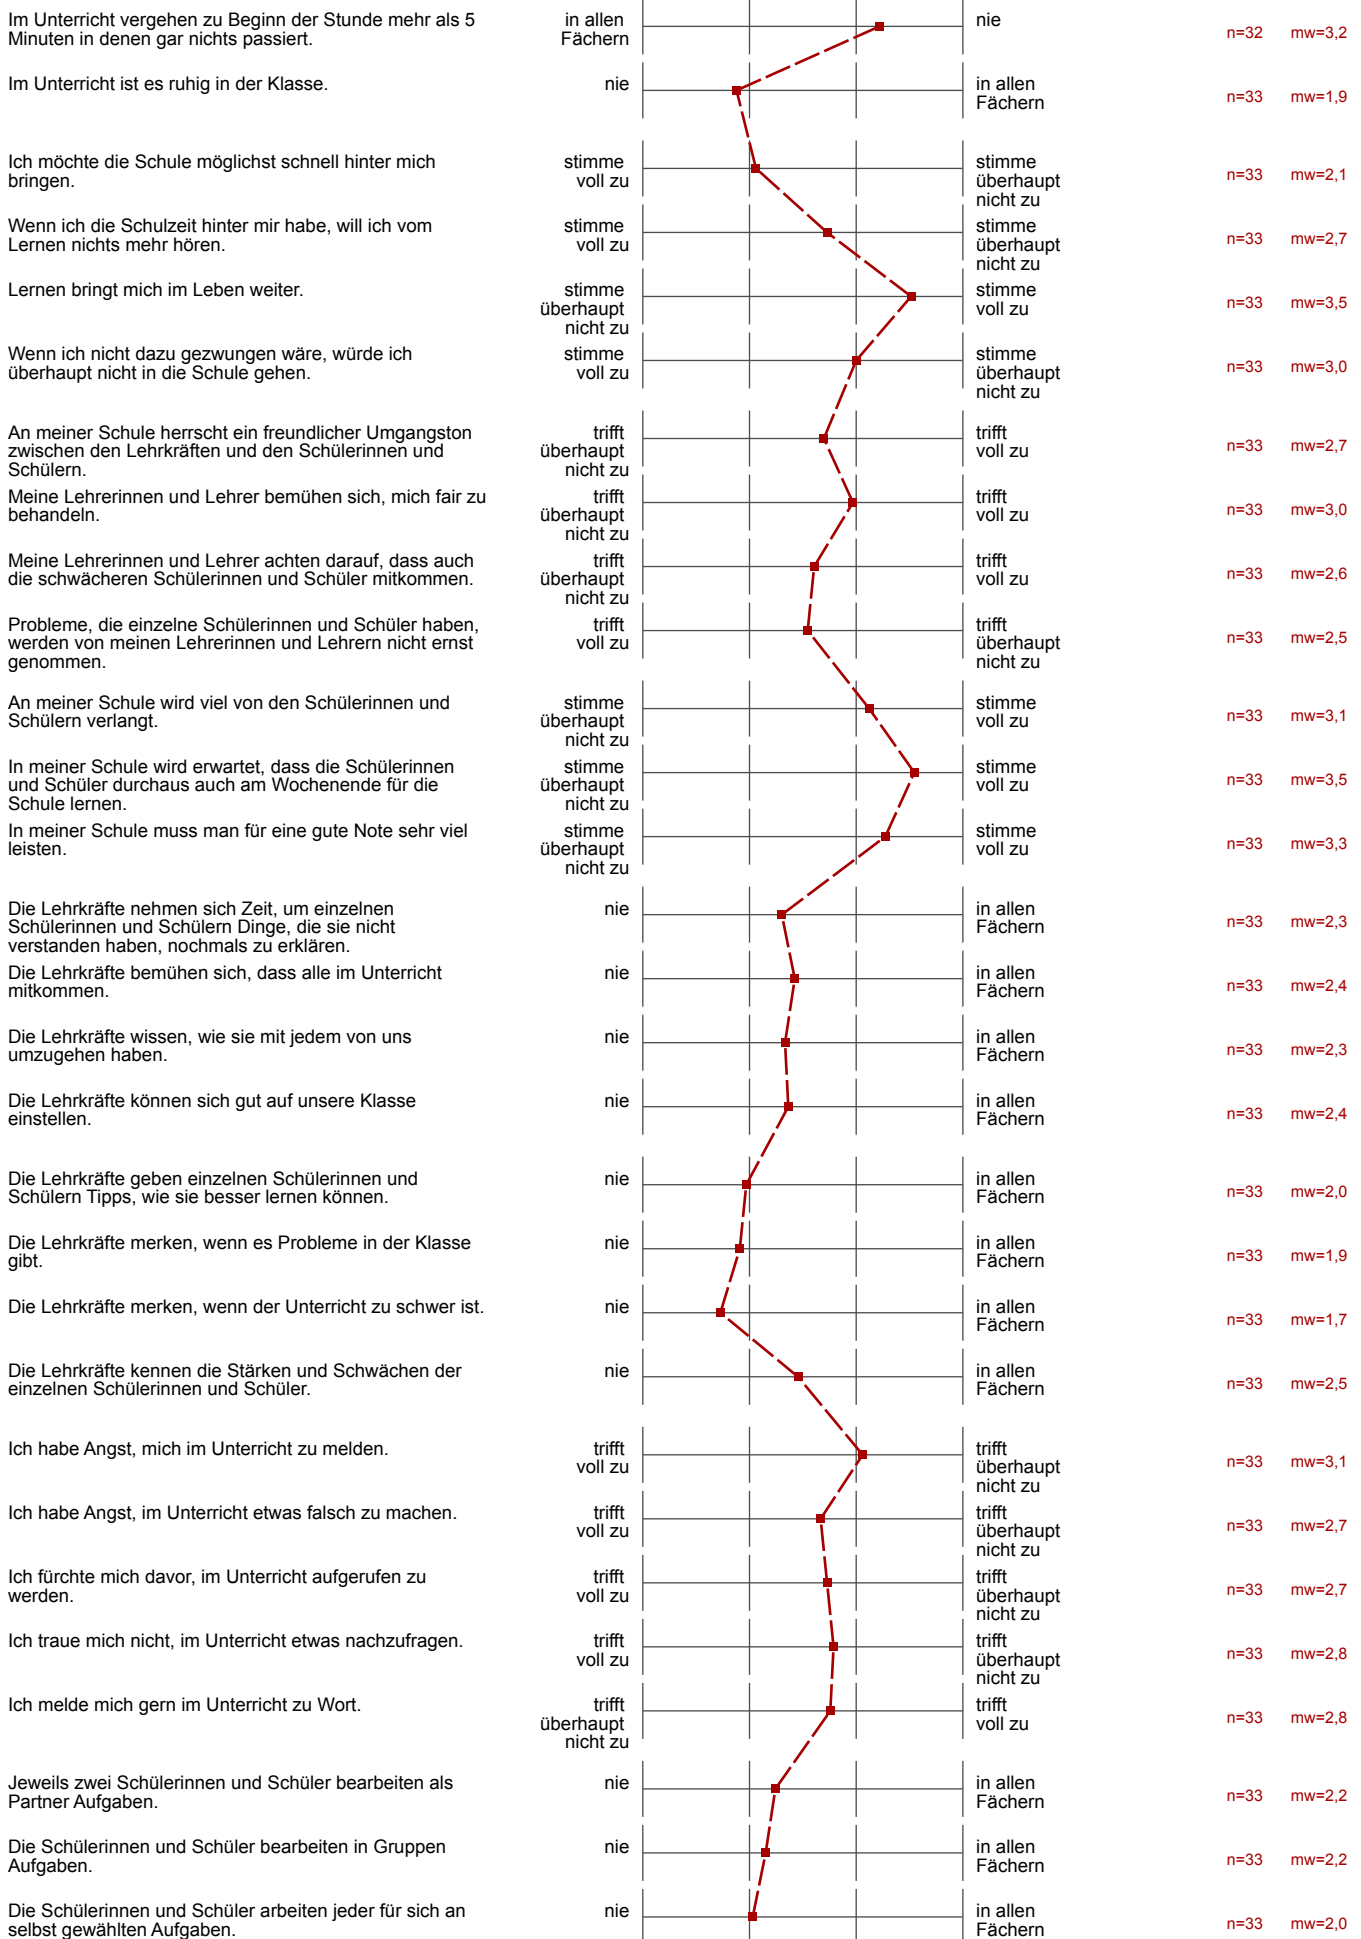 Im Unterricht vergehen zu Beginn der Stunde mehr als 5
Minuten in denen gar nichts passiert.
in allen
Fächern
nie
n=32 mw=3,2
Im Unterricht ist es ruhig in der Klasse.
nie
in allen
Fächern
n=33 mw=1,9
Ich möchte die Schule möglichst schnell hinter mich
bringen.
stimme
voll zu
stimme
überhaupt
nicht zu
n=33 mw=2,1
Wenn ich die Schulzeit hinter mir habe, will ich vom
Lernen nichts mehr hören.
stimme
voll zu
stimme
überhaupt
nicht zu
n=33 mw=2,7
Lernen bringt mich im Leben weiter.
stimme
überhaupt
nicht zu
stimme
voll zu
n=33 mw=3,5
Wenn ich nicht dazu gezwungen wäre, würde ich
überhaupt nicht in die Schule gehen.
stimme
voll zu
stimme
überhaupt
nicht zu
n=33 mw=3,0
An meiner Schule herrscht ein freundlicher Umgangston
zwischen den Lehrkräften und den Schülerinnen und
Schülern.
trifft
überhaupt
nicht zu
trifft
voll zu
n=33 mw=2,7
Meine Lehrerinnen und Lehrer bemühen sich, mich fair zu
behandeln.
trifft
überhaupt
nicht zu
trifft
voll zu
n=33 mw=3,0
Meine Lehrerinnen und Lehrer achten darauf, dass auch
die schwächeren Schülerinnen und Schüler mitkommen.
trifft
überhaupt
nicht zu
trifft
voll zu
n=33 mw=2,6
Probleme, die einzelne Schülerinnen und Schüler haben,
werden von meinen Lehrerinnen und Lehrern nicht ernst
genommen.
trifft
voll zu
trifft
überhaupt
nicht zu
n=33 mw=2,5
An meiner Schule wird viel von den Schülerinnen und
Schülern verlangt.
stimme
überhaupt
nicht zu
stimme
voll zu
n=33 mw=3,1
In meiner Schule wird erwartet, dass die Schülerinnen
und Schüler durchaus auch am Wochenende für die
Schule lernen.
stimme
überhaupt
nicht zu
stimme
voll zu
n=33 mw=3,5
In meiner Schule muss man für eine gute Note sehr viel
leisten.
stimme
überhaupt
nicht zu
stimme
voll zu
n=33 mw=3,3
Die Lehrkräfte nehmen sich Zeit, um einzelnen
Schülerinnen und Schülern Dinge, die sie nicht
verstanden haben, nochmals zu erklären.
nie
in allen
Fächern
n=33 mw=2,3
Die Lehrkräfte bemühen sich, dass alle im Unterricht
mitkommen.
nie
in allen
Fächern
n=33 mw=2,4
Die Lehrkräfte wissen, wie sie mit jedem von uns
umzugehen haben.
nie
in allen
Fächern
n=33 mw=2,3
Die Lehrkräfte können sich gut auf unsere Klasse
einstellen.
nie
in allen
Fächern
n=33 mw=2,4
Die Lehrkräfte geben einzelnen Schülerinnen und
Schülern Tipps, wie sie besser lernen können.
nie
in allen
Fächern
n=33 mw=2,0
Die Lehrkräfte merken, wenn es Probleme in der Klasse
gibt.
nie
in allen
Fächern
n=33 mw=1,9
Die Lehrkräfte merken, wenn der Unterricht zu schwer ist.
nie
in allen
Fächern
n=33 mw=1,7
Die Lehrkräfte kennen die Stärken und Schwächen der
einzelnen Schülerinnen und Schüler.
nie
in allen
Fächern
n=33 mw=2,5
Ich habe Angst, mich im Unterricht zu melden.
trifft
voll zu
trifft
überhaupt
nicht zu
n=33 mw=3,1
Ich habe Angst, im Unterricht etwas falsch zu machen.
trifft
voll zu
trifft
überhaupt
nicht zu
n=33 mw=2,7
Ich fürchte mich davor, im Unterricht aufgerufen zu
werden.
trifft
voll zu
trifft
überhaupt
nicht zu
n=33 mw=2,7
Ich traue mich nicht, im Unterricht etwas nachzufragen.
trifft
voll zu
trifft
überhaupt
nicht zu
n=33 mw=2,8
Ich melde mich gern im Unterricht zu Wort.
trifft
überhaupt
nicht zu
trifft
voll zu
n=33 mw=2,8
Jeweils zwei Schülerinnen und Schüler bearbeiten als
Partner Aufgaben.
nie
in allen
Fächern
n=33 mw=2,2
Die Schülerinnen und Schüler bearbeiten in Gruppen
Aufgaben.
nie
in allen
Fächern
n=33 mw=2,2
Die Schülerinnen und Schüler arbeiten jeder für sich an
selbst gewählten Aufgaben.
nie
in allen
Fächern
n=33 mw=2,0